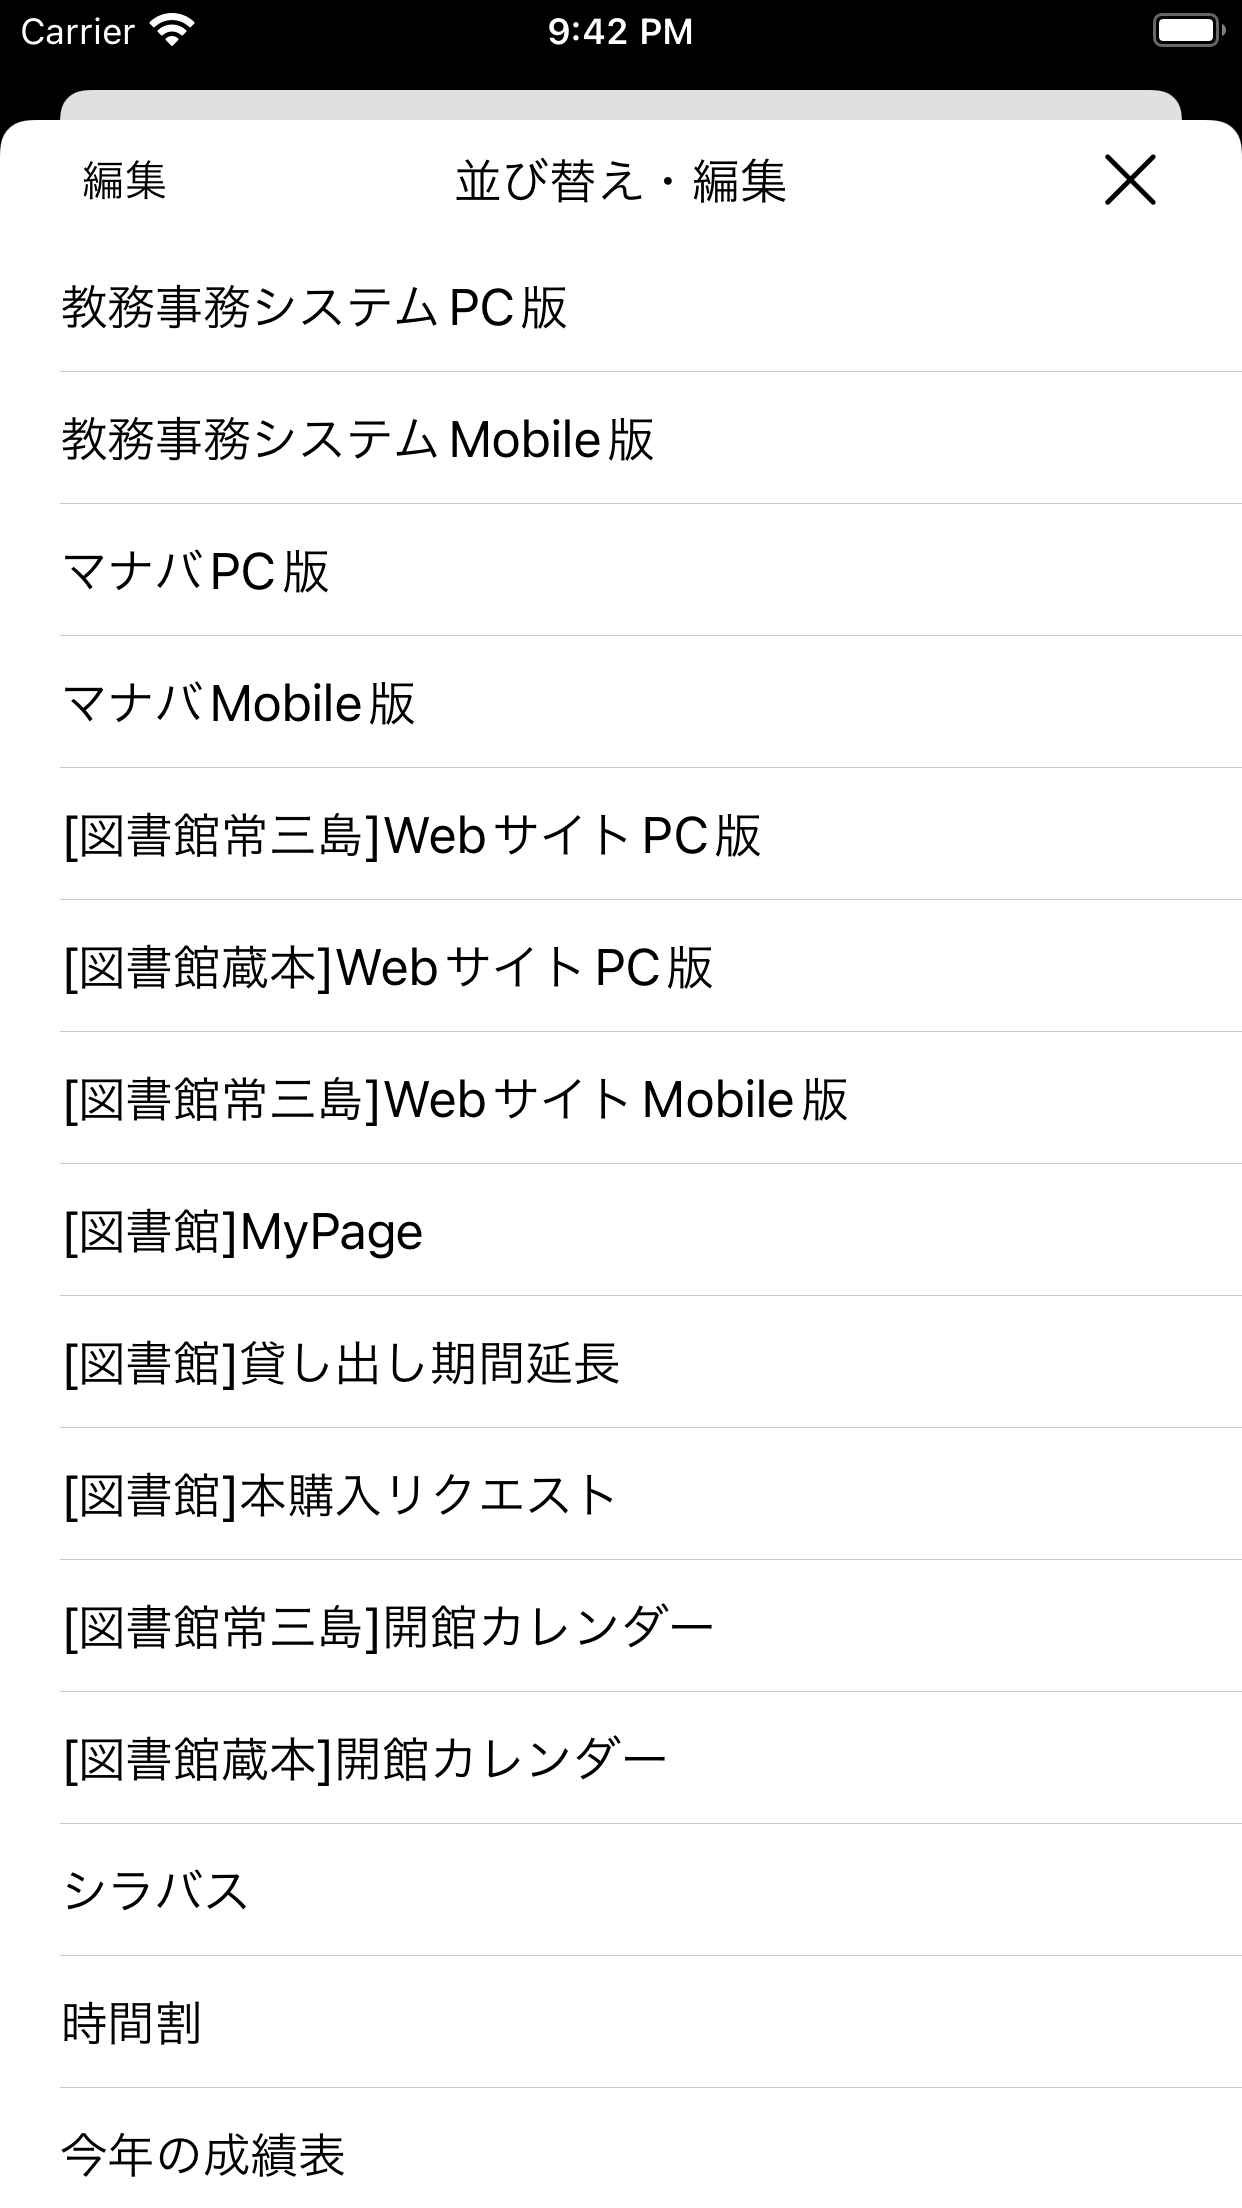 Carrier 9:42 PM
編集 並び替え・編集
教務事務システムPC版
教務事務システムMobile版
マナバPC版
マナバMobile版
[図書館常三島]WebサイトPC版
[図書館蔵本]WebサイトPC版
[図書館常三島]WebサイトMobile版
[図書館]MyPage
[図書館]貸し出し期間延長
[図書館]本購入リクエスト
[図書館常三島]開館カレンダー
[図書館蔵本]開館カレンダー
シラバス
時間割
今年の成績表